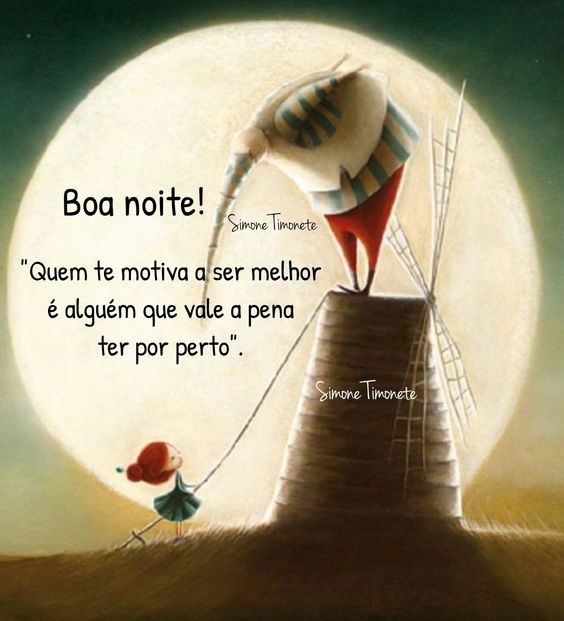 Boa noite!
Simone Timonete
"Quem te motiva a ser melhor
é alguém que vale a pena
ter por perto".
Simone Timonete